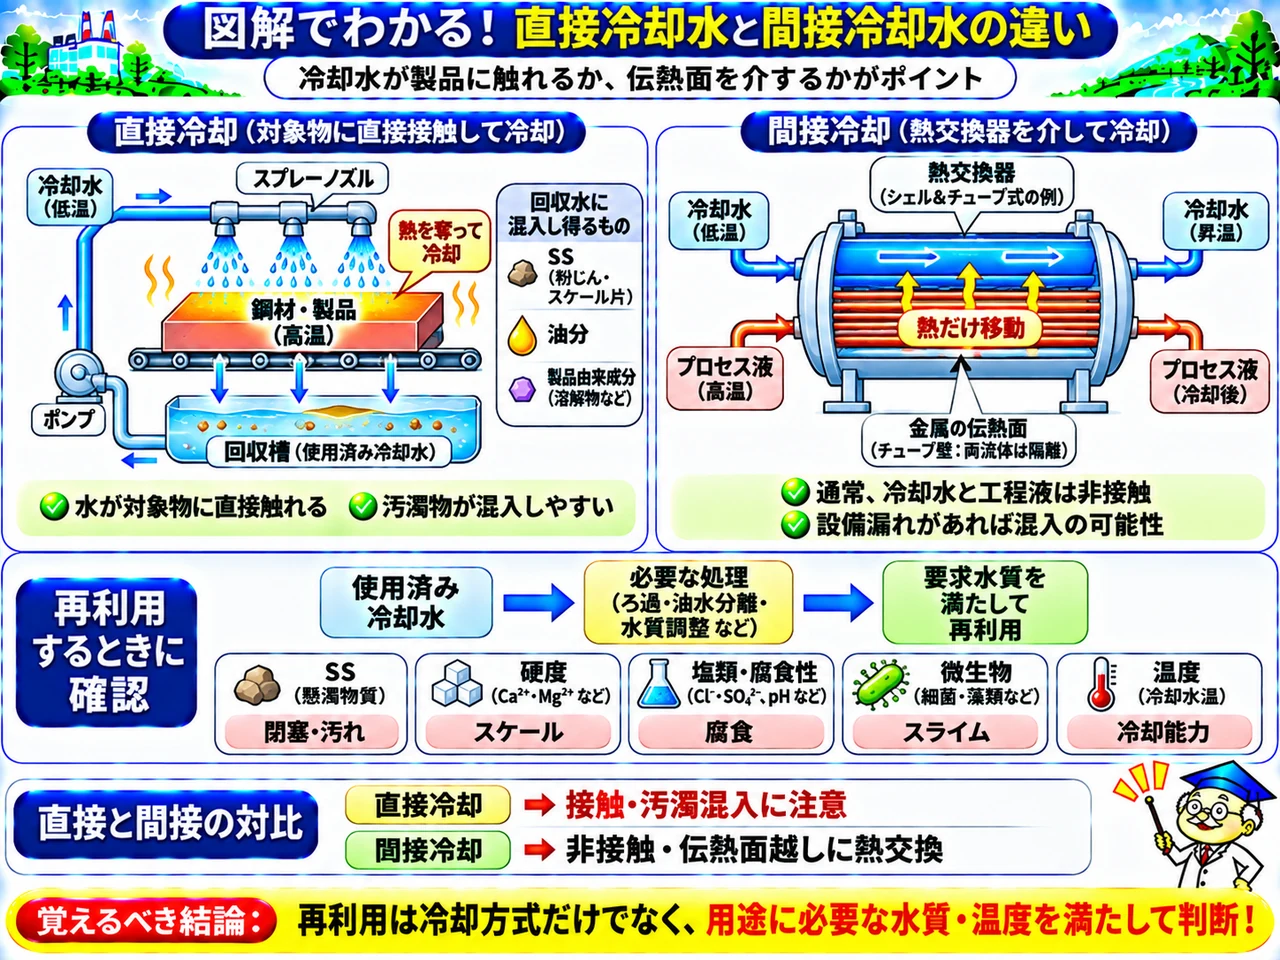 図解でわかる！直接冷却水と間接冷却水の違い
冷却水が製品に触れるか、伝熱面を介するかがポイント
直接冷却（対象物に直接接触して冷却）
冷却水
（低温）
スプレーノズル
熱を奪って
冷却
鋼材・製品
（高温）
ポンプ
回収槽（使用済み冷却水）
回収水に
混入し得るもの
SS
（粉じん・
スケール片）
油分
製品由来成分
（溶解物など）
水が対象物に直接触れる
汚濁物が混入しやすい
間接冷却（熱交換器を介して冷却）
熱交換器
（シェル＆チューブ式の例）
冷却水
（低温）
冷却水
（昇温）
熱だけ移動
プロセス液
（高温）
プロセス液
（冷却後）
金属の伝熱面
（チューブ壁：両流体は隔離）
通常、冷却水と工程液は非接触
設備漏れがあれば混入の可能性
再利用
するときに
確認
使用済み
冷却水
必要な処理
（ろ過・油水分離・
水質調整 など）
要求水質を
満たして
再利用
SS
（懸濁物質）
閉塞・汚れ
硬度
（Ca²⁺・Mg²⁺ など）
スケール
塩類・腐食性
（Cl⁻・SO₄²⁻、pH など）
腐食
微生物
（細菌・藻類など）
スライム
温度
（冷却水温）
冷却能力
直接と間接の対比
直接冷却
接触・汚濁混入に注意
間接冷却
非接触・伝熱面越しに熱交換
覚えるべき結論：
再利用は冷却方式だけでなく、用途に必要な水質・温度を満たして判断！